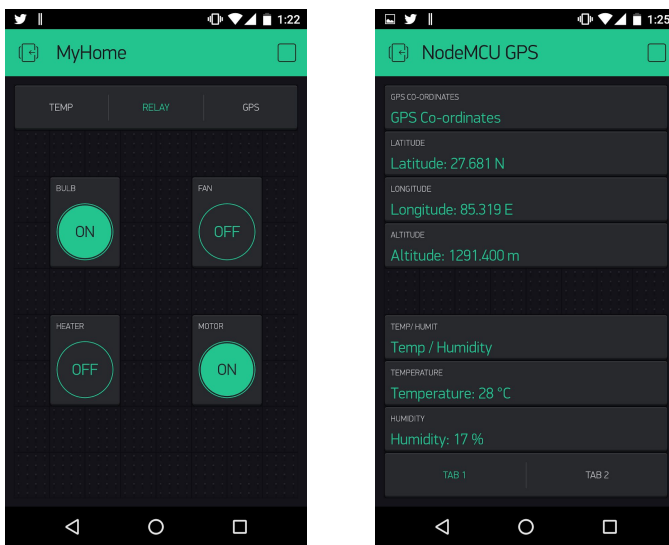 1:22
MyHome
TEMP RELAY GPS
BULB FAN
ON OFF
HEATER MOTOR
OFF ON
1:25
NodeMCU GPS
GPS CO-ORDINATES
GPS Co-ordinates
LATITUDE
Latitude: 27.681 N
LONGITUDE
Longitude: 85.319 E
ALTITUDE
Altitude: 1291.400 m
TEMP/ HUMIT
Temp / Humidity
TEMPERATURE
Temperature: 28 °C
HUMIDITY
Humidity: 17 %
TAB 1 TAB 2